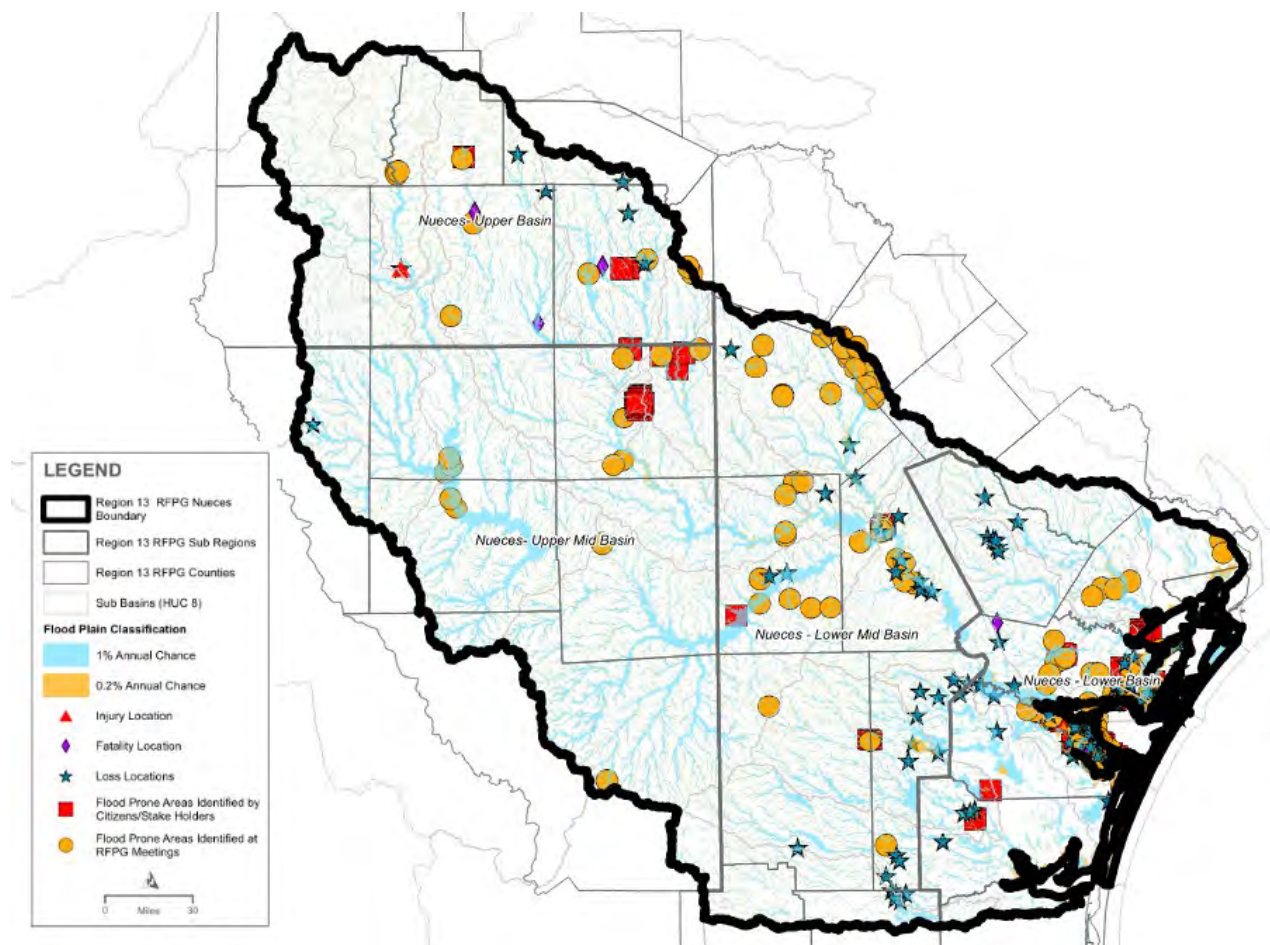 Nueces- Upper Basin
Nueces- Upper Mid Basin
Nueces - Lower Mid Basin
Nueces - Lower Basin
LEGEND
Region 13 RFPG Nueces
Boundary
Region 13 RFPG Sub Regions
Region 13 RFPG Counties
Sub Basins (HUC 8)
Flood Plain Classification
1% Annual Chance
0.2% Annual Chance
Injury Location
Fatality Location
Loss Locations
Flood Prone Areas Identified by
Citizens/Stake Holders
Flood Prone Areas Identified at
RFPG Meetings
0 Miles 30